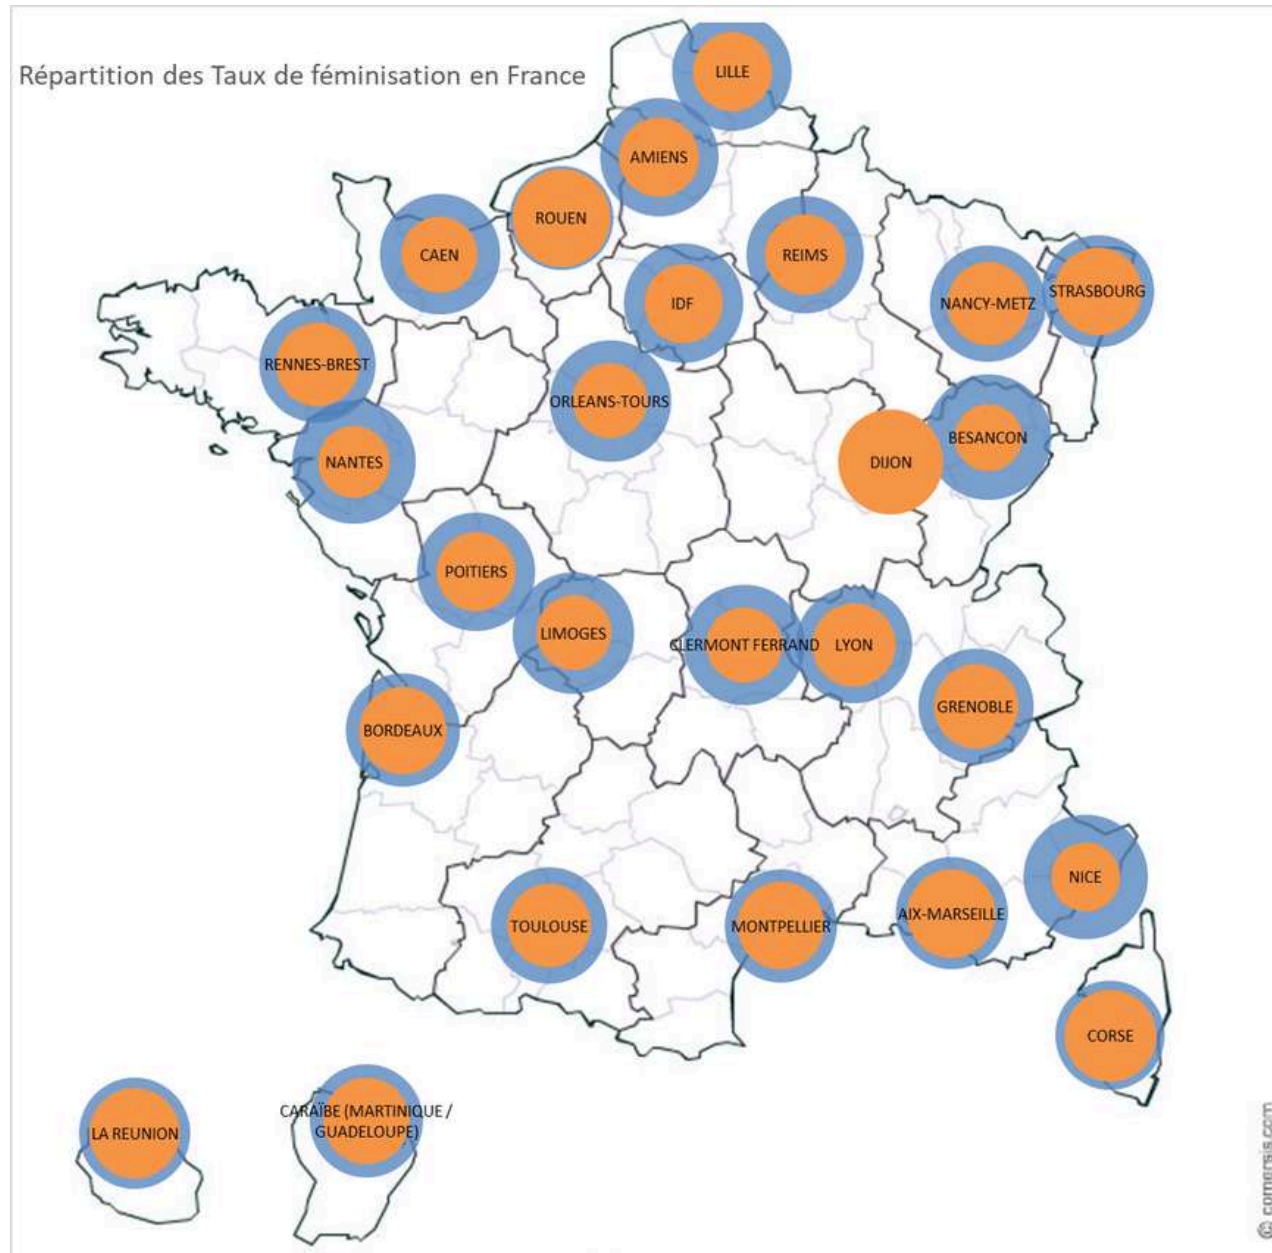 Répartition des Taux de féminisation en France
LILLE
AMIENS
ROUEN
CAEN
REIMS
IDF
NANCY-METZ
STRASBOURG
RENNES-BREST
ORLEANS-TOURS
BESANCON
NANTES
DIJON
POITIERS
LIMOGES
CLERMONT FERRAND
LYON
GRENOBLE
BORDEAUX
NICE
AIX-MARSEILLE
TOULOUSE
MONTPELLIER
CORSE
CARAÏBE (MARTINIQUE /
GUADELOUPE)
LA REUNION
© comersis.com